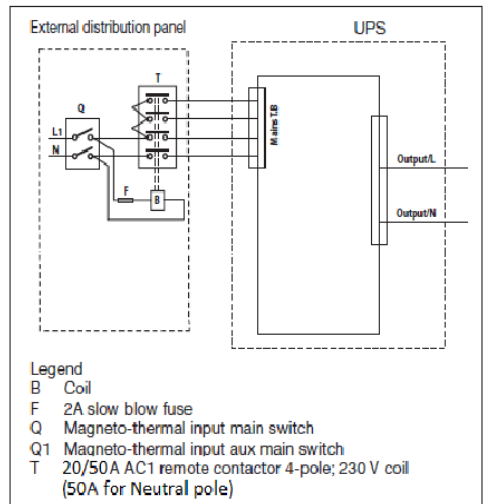 External distribution panel
UPS
T
Q
L1
N
Mains T.B
F
B
Output/L
Output/N
Legend
B Coil
F 2A slow blow fuse
Q Magneto-thermal input main switch
Q1 Magneto-thermal input aux main switch
T 20/50A AC1 remote contactor 4-pole; 230 V coil
(50A for Neutral pole)